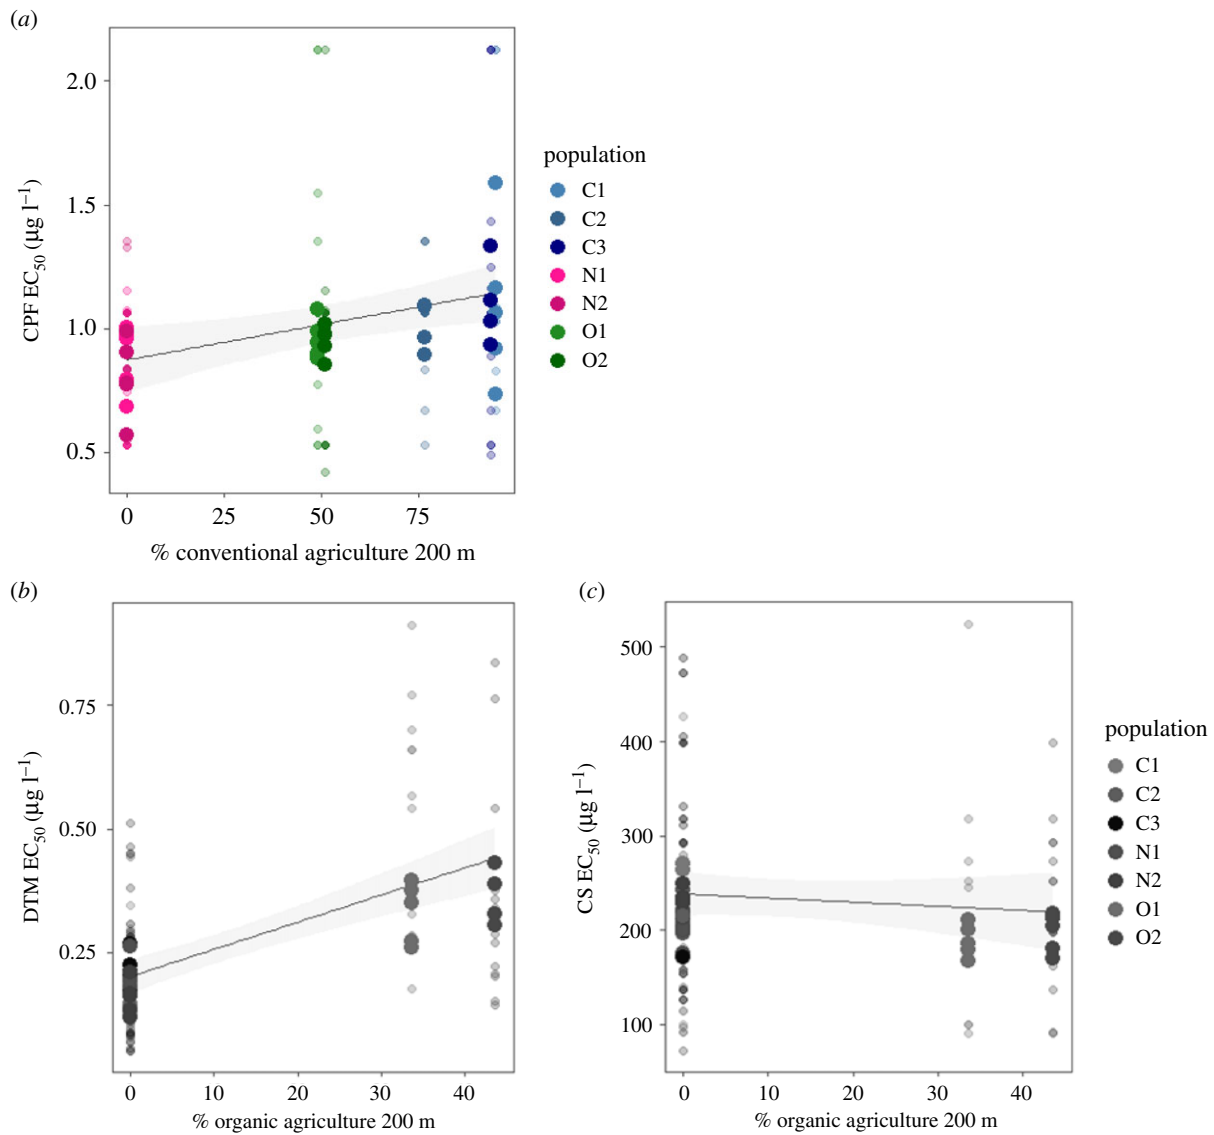 (a)
CPF EC50 (µg l−1)
2.0
1.5
1.0
0.5
0 25 50 75
% conventional agriculture 200 m
population
C1
C2
C3
N1
N2
O1
O2
(b)
DTM EC50 (µg l−1)
0.75
0.50
0.25
0 10 20 30 40
% organic agriculture 200 m
(c)
CS EC50 (µg l−1)
500
400
300
200
100
0 10 20 30 40
% organic agriculture 200 m
population
C1
C2
C3
N1
N2
O1
O2